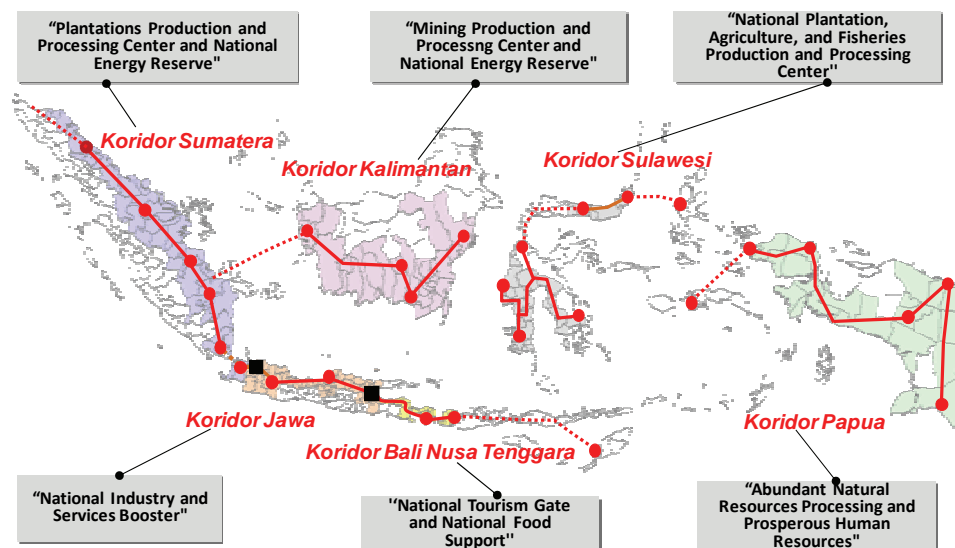 “Plantations Production and
Processing Center and National
Energy Reserve"
“Mining Production and
Processng Center and
National Energy Reserve"
“National Plantation,
Agriculture, and Fisheries
Production and Processing
Center''
Koridor Sumatera
Koridor Kalimantan
Koridor Sulawesi
Koridor Jawa
Koridor Bali Nusa Tenggara
Koridor Papua
“National Industry and
Services Booster"
''National Tourism Gate
and National Food
Support''
“Abundant Natural
Resources Processing and
Prosperous Human
Resources"